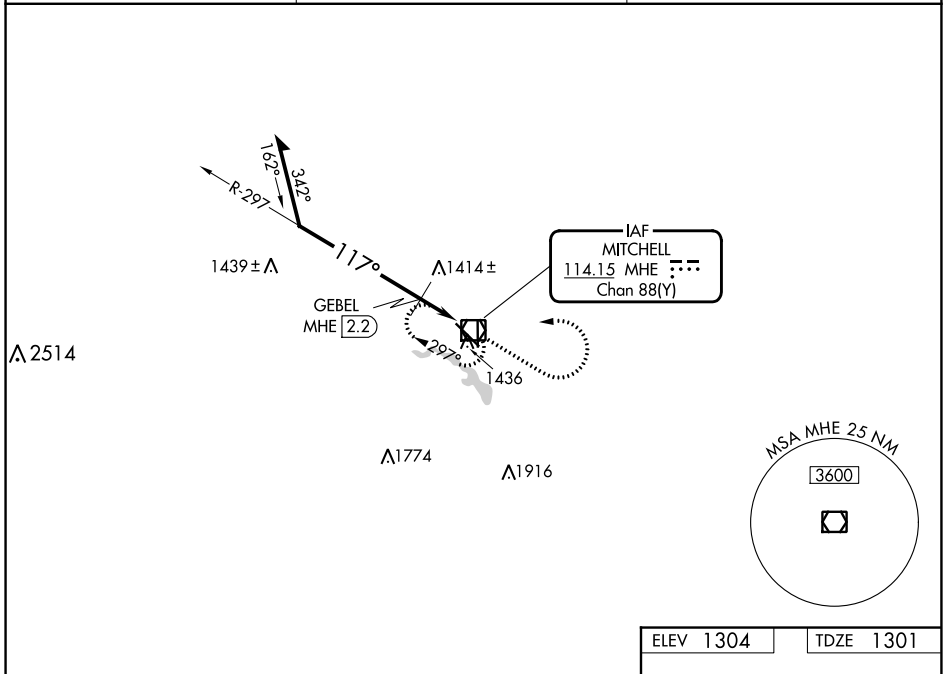 162°
342°
R-297
117°
1439±
1414±
GEBEL
MHE 2.2
297°
1436
IAF
MITCHELL
114.15 MHE
Chan 88(Y)
2514
1774
1916
MSA MHE 25 NM
3600
ELEV 1304
TDZE 1301